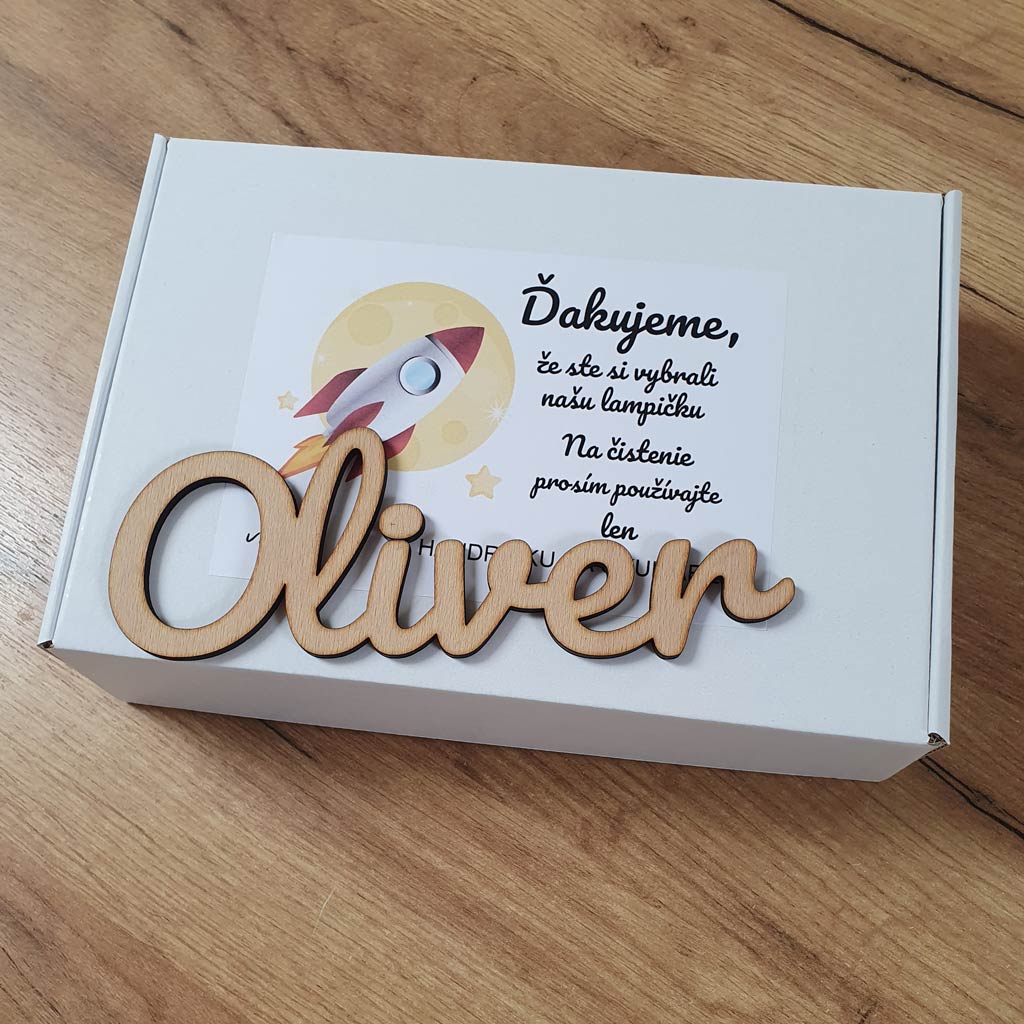 Ďakujeme,
že ste si vybrali
našu lampičku
Na čistenie
prosím používajte
len
Oliver